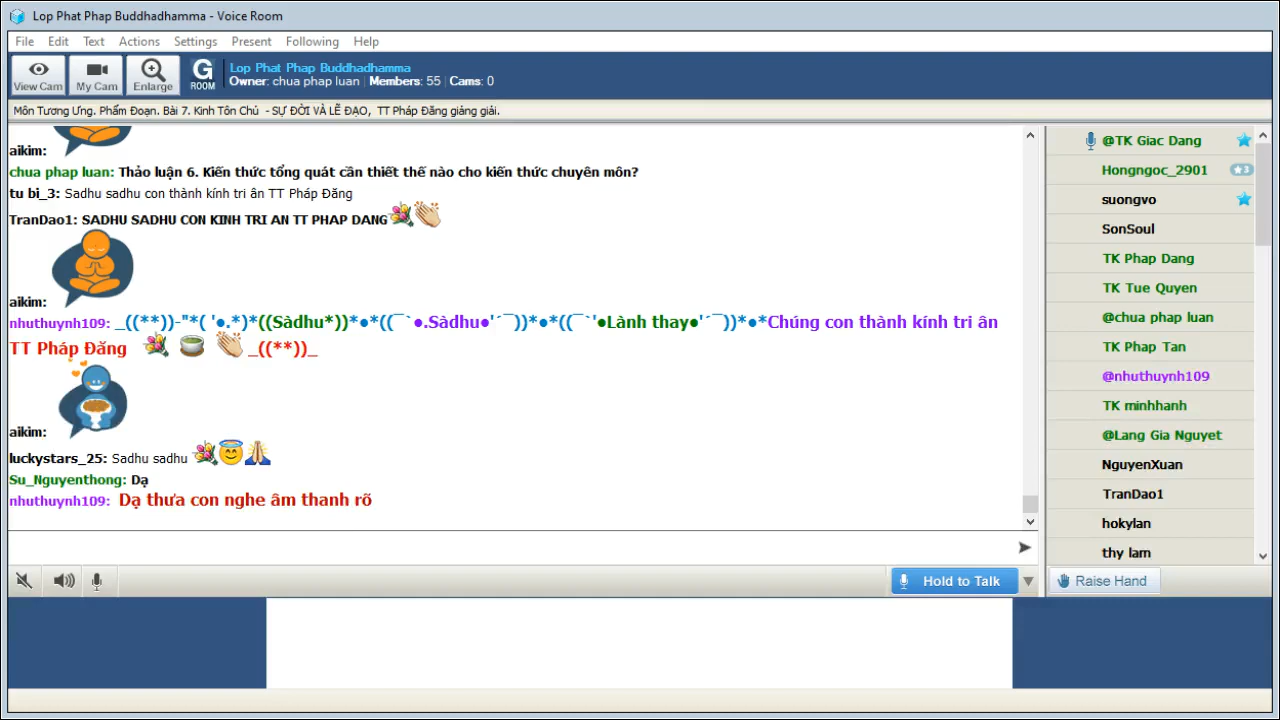 Lop Phat Phap Buddhadhamma - Voice Room
File Edit Text Actions Settings Present Following Help
View Cam My Cam Enlarge G ROOM
Lop Phat Phap Buddhadhamma
Owner: chua phap luan Members: 55 Cams: 0
Môn Tương Ưng. Phẩm Đoạn. Bài 7. Kinh Tôn Chủ - SỰ ĐỜI VÀ LẼ ĐẠO, TT Pháp Đăng giảng giải.
aikim:
chua phap luan: Thảo luận 6. Kiến thức tổng quát cần thiết thế nào cho kiến thức chuyên môn?
tu bi_3: Sadhu sadhu con thành kính tri ân TT Pháp Đăng
TranDao1: SADHU SADHU CON KINH TRI AN TT PHAP DANG
aikim:
nhuthuynh109: _((**))-"*( '●.*)*((Sàdhu*))*●*((¯`●.Sàdhu●'´¯))*●*((¯`'●Lành thay●'´¯))*●*Chúng con thành kính tri ân
TT Pháp Đăng _((**))_
aikim:
luckystars_25: Sadhu sadhu
Su_Nguyenthong: Dạ
nhuthuynh109: Dạ thưa con nghe âm thanh rõ
Hold to Talk
@TK Giac Dang
Hongngoc_2901 3
suongvo
SonSoul
TK Phap Dang
TK Tue Quyen
@chua phap luan
TK Phap Tan
@nhuthuynh109
TK minhhanh
@Lang Gia Nguyet
NguyenXuan
TranDao1
hokylan
thy lam
Raise Hand